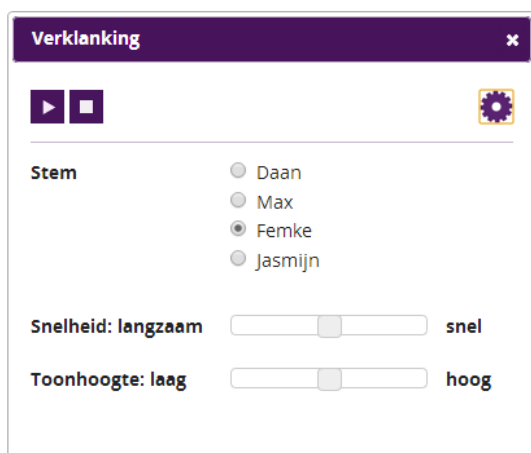 Verklanking
Stem
Daan
Max
Femke
Jasmijn
Snelheid: langzaam snel
Toonhoogte: laag hoog